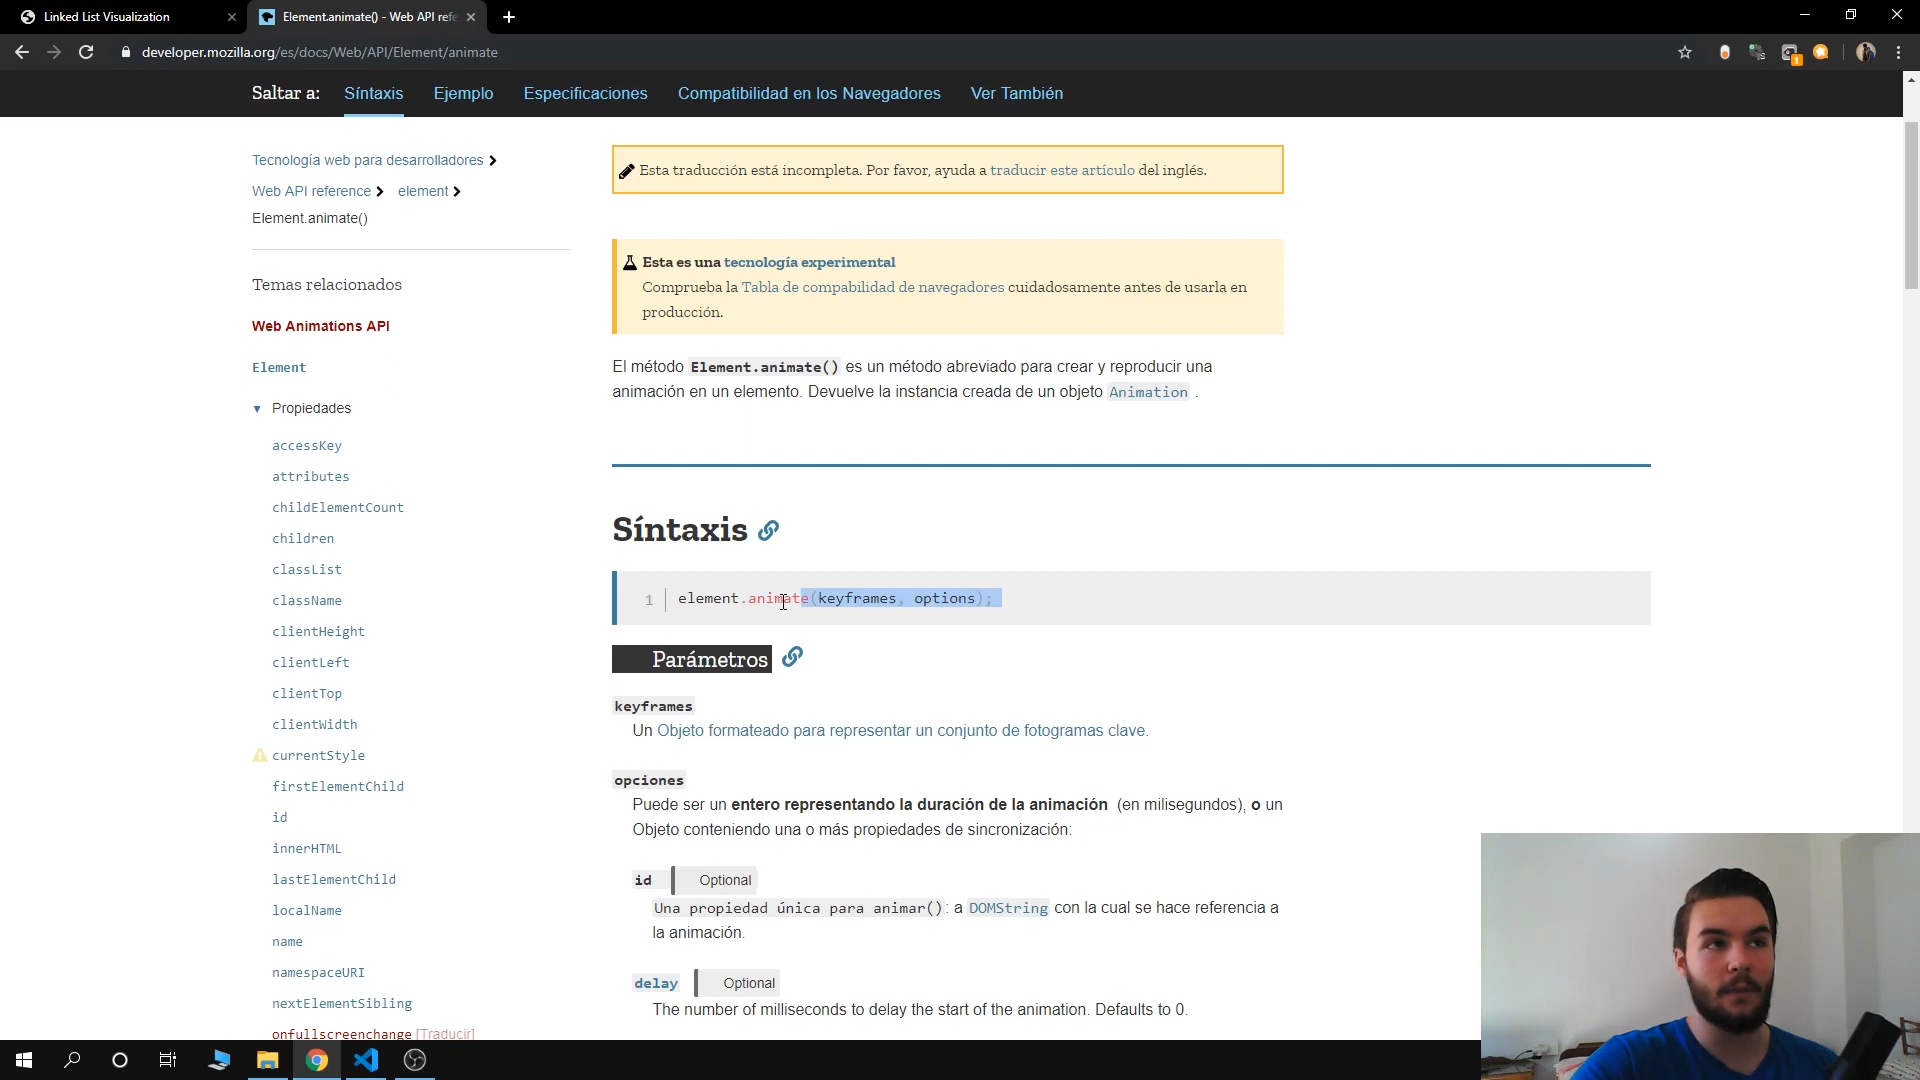 Linked List Visualization
Element.animate() - Web API refe
developer.mozilla.org/es/docs/Web/API/Element/animate
1
Saltar a: Síntaxis Ejemplo Especificaciones Compatibilidad en los Navegadores Ver También
Tecnología web para desarrolladores
Web API reference element
Element.animate()
Temas relacionados
Web Animations API
Element
Propiedades
accessKey
attributes
childElementCount
children
classList
className
clientHeight
clientLeft
clientTop
clientWidth
currentStyle
firstElementChild
id
innerHTML
lastElementChild
localName
name
namespaceURI
nextElementSibling
onfullscreenchange [Traducir]
Esta traducción está incompleta. Por favor, ayuda a traducir este artículo del inglés.
Esta es una tecnología experimental
Comprueba la Tabla de compabilidad de navegadores cuidadosamente antes de usarla en
producción.
El método Element.animate() es un método abreviado para crear y reproducir una
animación en un elemento. Devuelve la instancia creada de un objeto Animation .
Síntaxis
1 element.animate(keyframes, options);
Parámetros
keyframes
Un Objeto formateado para representar un conjunto de fotogramas clave.
opciones
Puede ser un entero representando la duración de la animación (en milisegundos), o un
Objeto conteniendo una o más propiedades de sincronización:
id Optional
Una propiedad única para animar(): a DOMString con la cual se hace referencia a
la animación.
delay Optional
The number of milliseconds to delay the start of the animation. Defaults to 0.